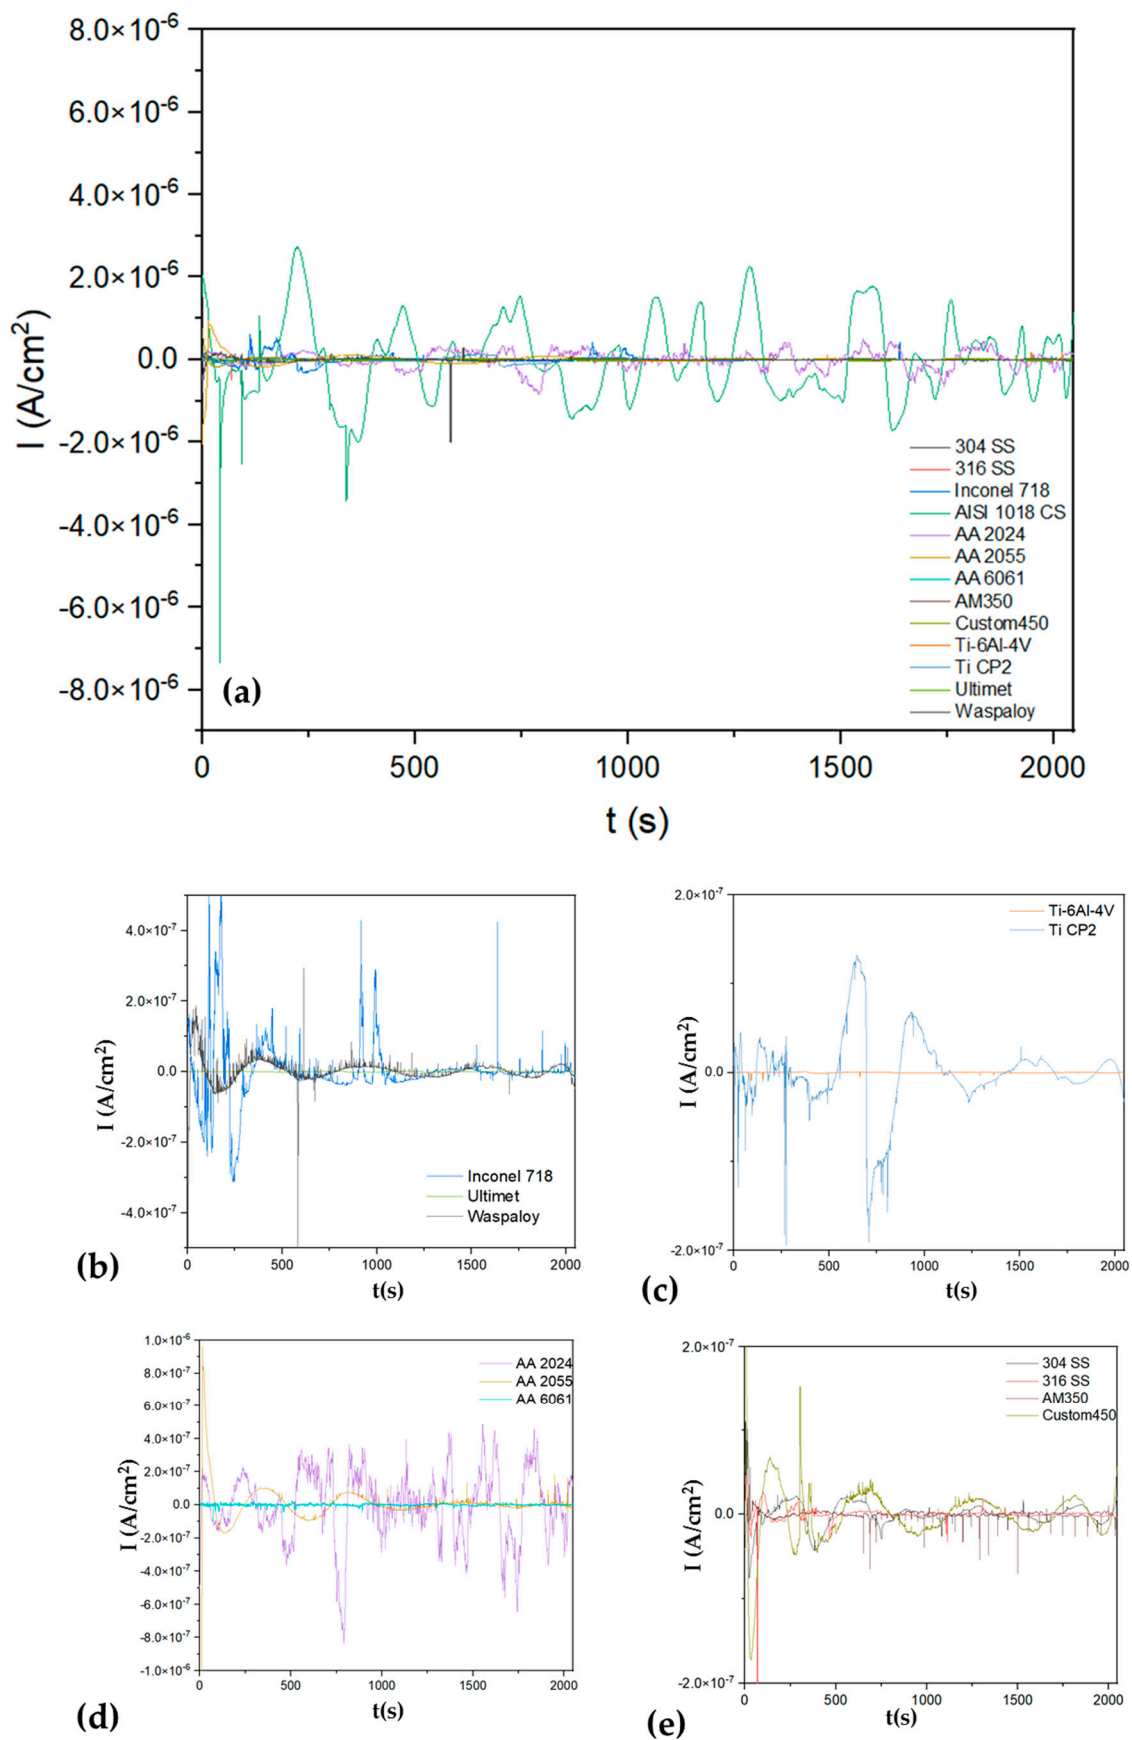 8.0×10⁻⁶
6.0×10⁻⁶
4.0×10⁻⁶
2.0×10⁻⁶
0.0
-2.0×10⁻⁶
-4.0×10⁻⁶
-6.0×10⁻⁶
-8.0×10⁻⁶
I (A/cm²)
304 SS
316 SS
Inconel 718
AISI 1018 CS
AA 2024
AA 2055
AA 6061
AM350
Custom450
Ti-6Al-4V
Ti CP2
Ultimet
Waspaloy
(a)
0 500 1000 1500 2000
t (s)
4.0×10⁻⁷
2.0×10⁻⁷
0.0
-2.0×10⁻⁷
-4.0×10⁻⁷
I (A/cm²)
Inconel 718
Ultimet
Waspaloy
0 500 1000 1500 2000
t(s)
(b)
2.0×10⁻⁷
0.0
-2.0×10⁻⁷
I (A/cm²)
Ti-6Al-4V
Ti CP2
0 500 1000 1500 2000
t(s)
(c)
1.0×10⁻⁶
8.0×10⁻⁷
6.0×10⁻⁷
4.0×10⁻⁷
2.0×10⁻⁷
0.0
-2.0×10⁻⁷
-4.0×10⁻⁷
-6.0×10⁻⁷
-8.0×10⁻⁷
-1.0×10⁻⁶
I (A/cm²)
AA 2024
AA 2055
AA 6061
0 500 1000 1500 2000
t(s)
(d)
2.0×10⁻⁷
0.0
-2.0×10⁻⁷
I (A/cm²)
304 SS
316 SS
AM350
Custom450
0 500 1000 1500 2000
t(s)
(e)